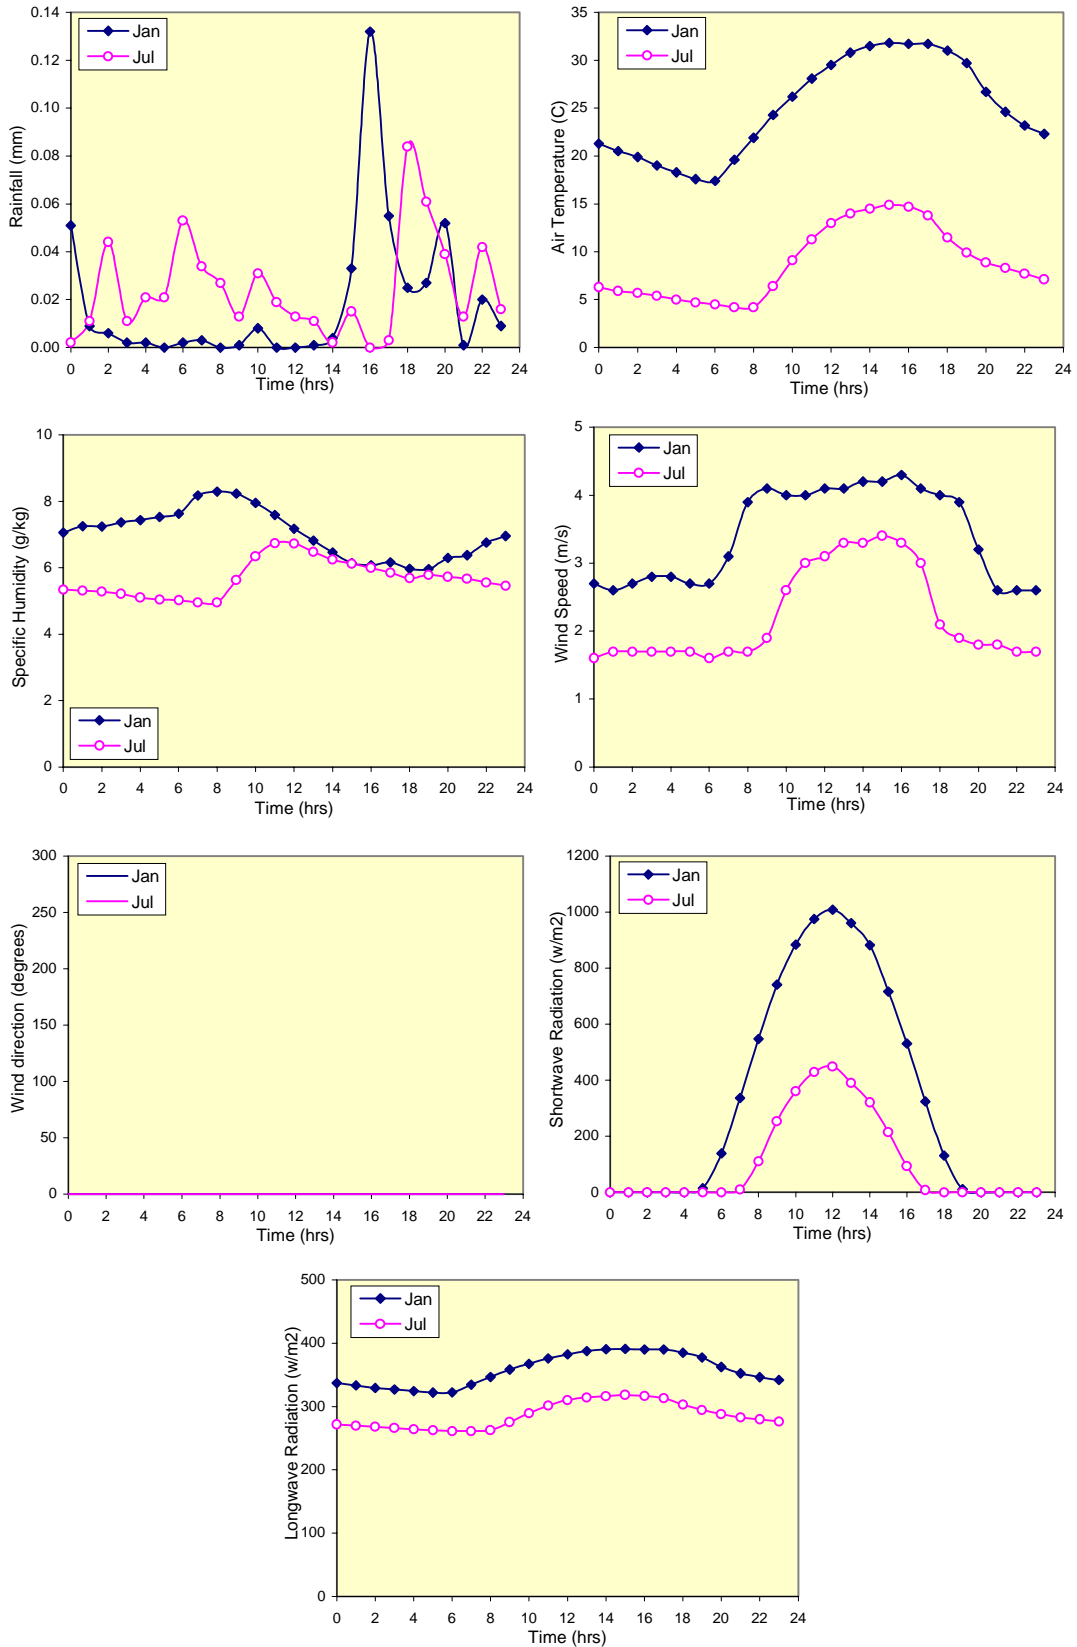 0.14
0.12
0.10
0.08
0.06
0.04
0.02
0.00
Rainfall (mm)
Jan
Jul
0 2 4 6 8 10 12 14 16 18 20 22 24
Time (hrs)
35
30
25
20
15
10
5
0
Air Temperature (C)
Jan
Jul
0 2 4 6 8 10 12 14 16 18 20 22 24
Time (hrs)
10
8
6
4
2
0
Specific Humidity (g/kg)
Jan
Jul
0 2 4 6 8 10 12 14 16 18 20 22 24
Time (hrs)
5
4
3
2
1
0
Wind Speed (m/s)
Jan
Jul
0 2 4 6 8 10 12 14 16 18 20 22 24
Time (hrs)
300
250
200
150
100
50
0
Wind direction (degrees)
Jan
Jul
0 2 4 6 8 10 12 14 16 18 20 22 24
Time (hrs)
1200
1000
800
600
400
200
0
Shortwave Radiation (w/m2)
Jan
Jul
0 2 4 6 8 10 12 14 16 18 20 22 24
Time (hrs)
500
400
300
200
100
0
Longwave Radiation (w/m2)
Jan
Jul
0 2 4 6 8 10 12 14 16 18 20 22 24
Time (hrs)